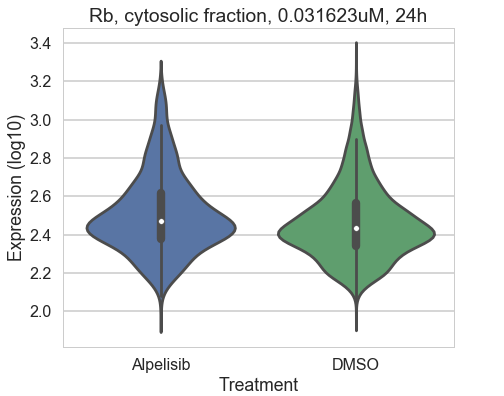 Rb, cytosolic fraction, 0.031623uM, 24h
Expression (log10)
3.4
3.2
3.0
2.8
2.6
2.4
2.2
2.0
Alpelisib
DMSO
Treatment